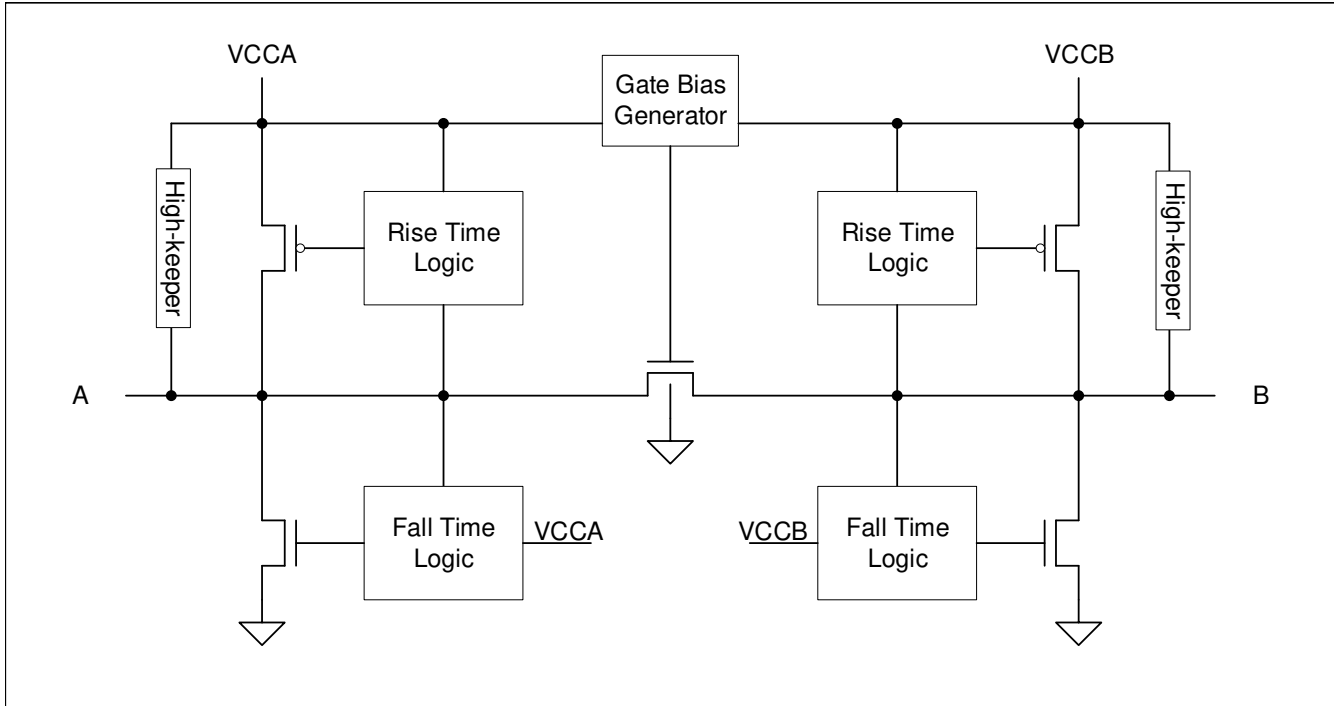 VCCA
VCCB
Gate Bias
Generator
High-keeper
Rise Time
Logic
Rise Time
Logic
High-keeper
A
B
Fall Time
Logic
VCCA
VCCB
Fall Time
Logic